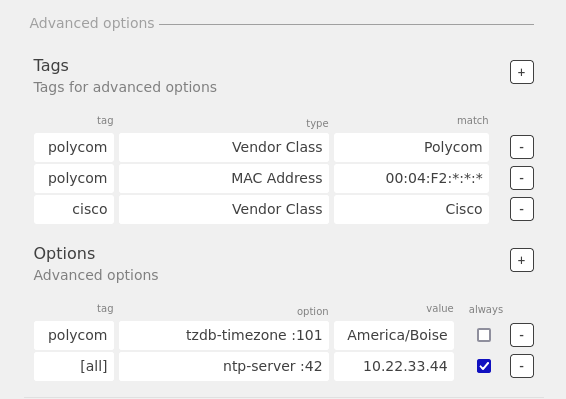 Advanced options
Tags
Tags for advanced options
+
tag type match
polycom Vendor Class Polycom -
polycom MAC Address 00:04:F2:*:*:* -
cisco Vendor Class Cisco -
Options
Advanced options
+
tag option value always
polycom tzdb-timezone :101 America/Boise -
[all] ntp-server :42 10.22.33.44 -